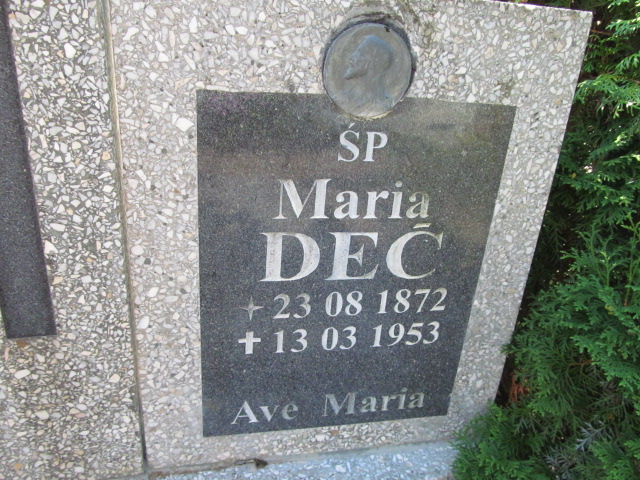 ŚP
Maria
DEĆ
+ 23 08 1872
✝ 13 03 1953
Ave Maria